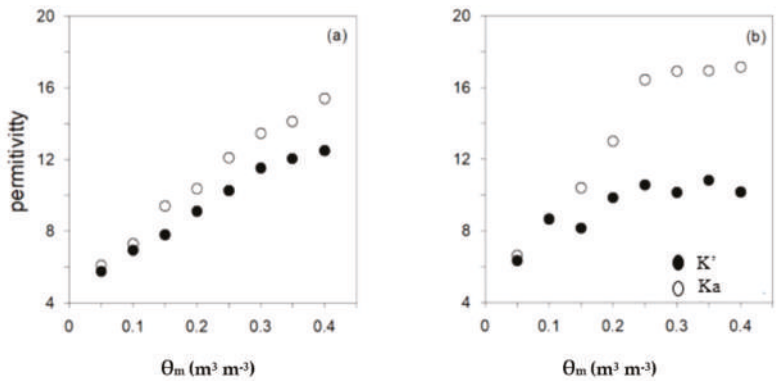 permitivitty
20
16
12
8
4
0 0.1 0.2 0.3 0.4
(a)
θm (m³ m⁻³)
20
16
12
8
4
0 0.1 0.2 0.3 0.4
(b)
K'
Ka
θm (m³ m⁻³)